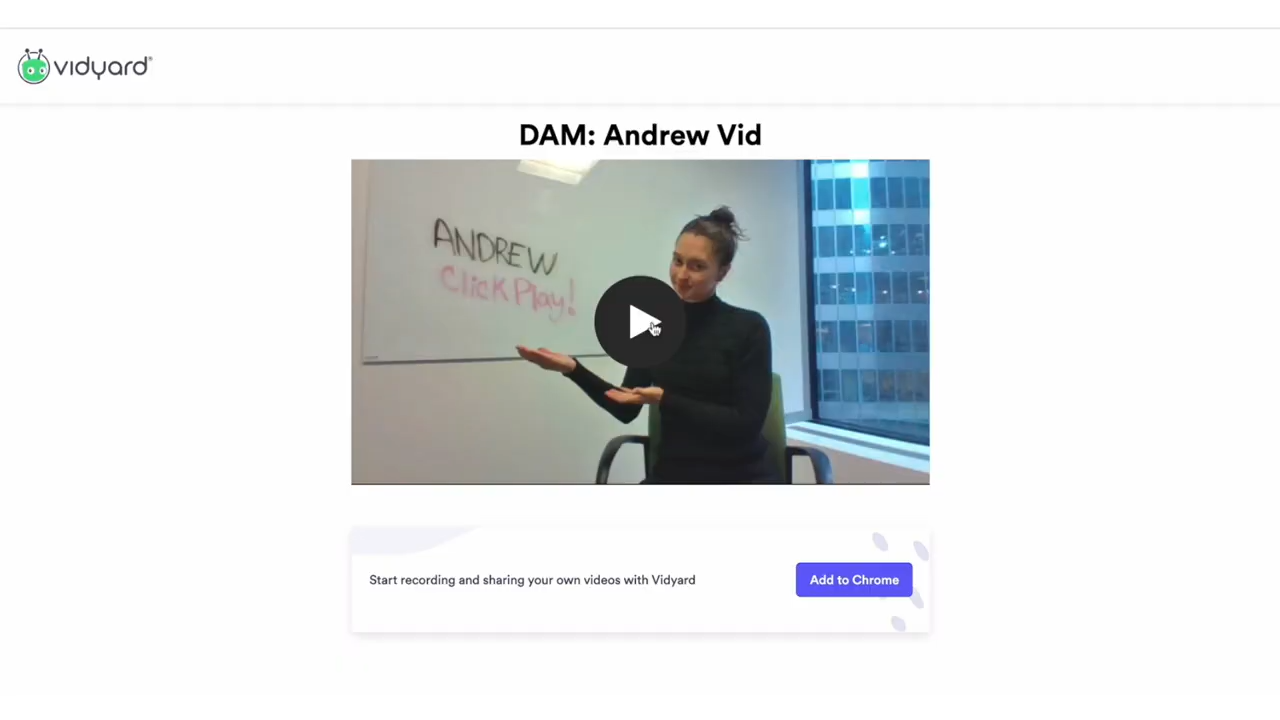 vidyard
DAM: Andrew Vid
ANDREW
Click Play!
Start recording and sharing your own videos with Vidyard
Add to Chrome